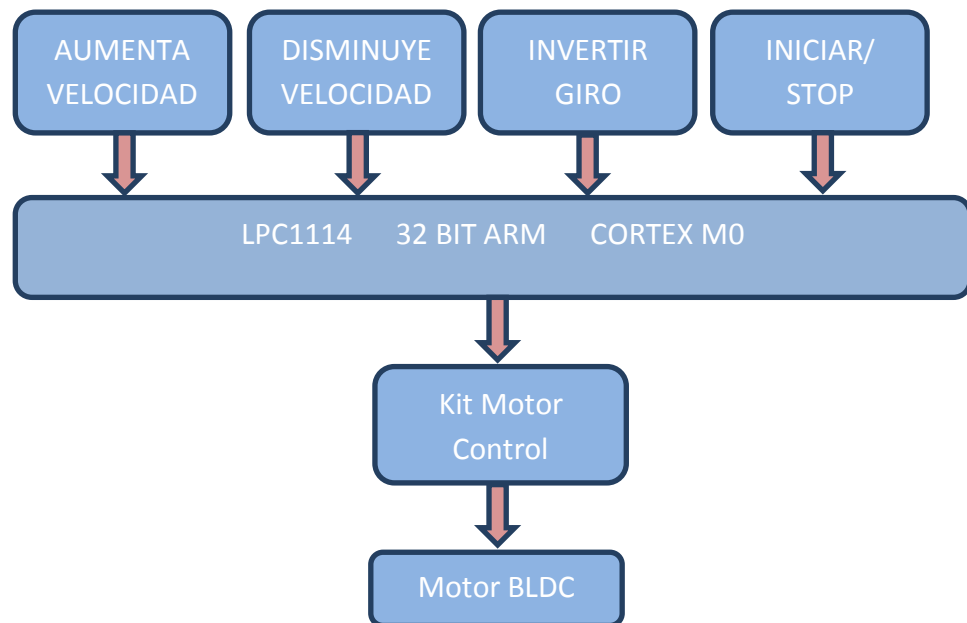 AUMENTA
VELOCIDAD
DISMINUYE
VELOCIDAD
INVERTIR
GIRO
INICIAR/
STOP
LPC1114 32 BIT ARM CORTEX M0
Kit Motor
Control
Motor BLDC